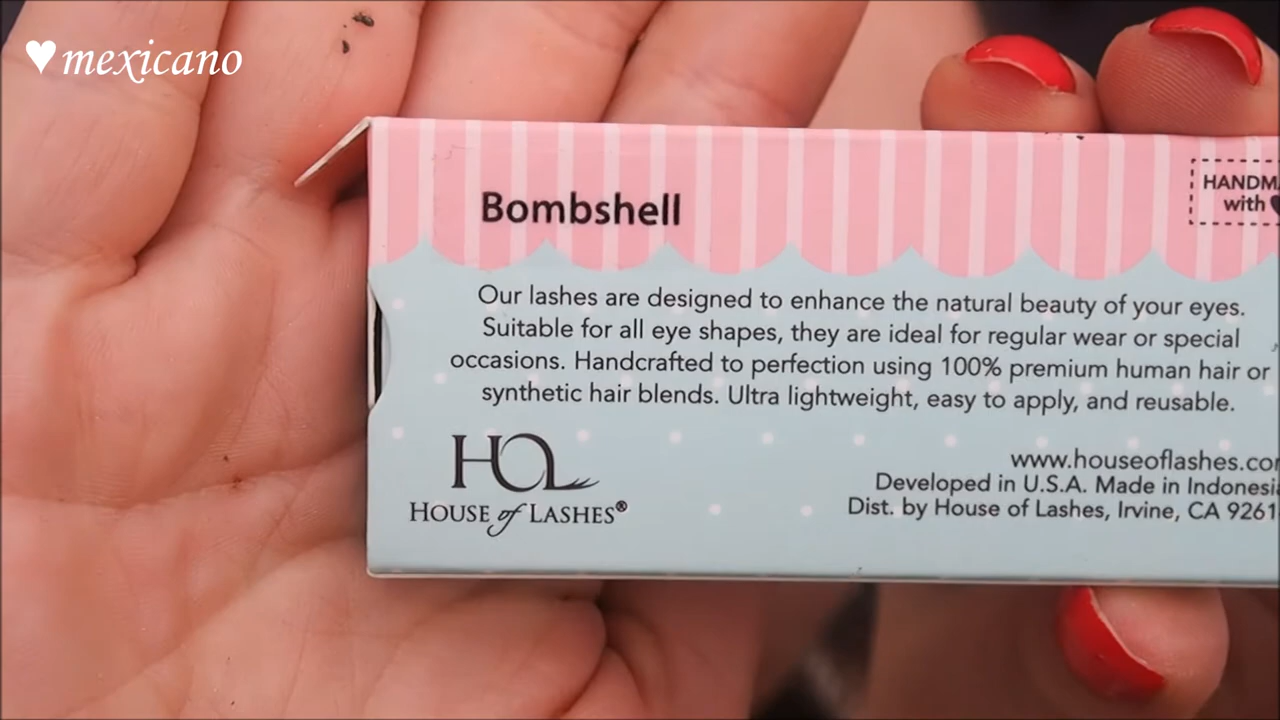 ♥mexicano
Bombshell
HANDM
with ♥
Our lashes are designed to enhance the natural beauty of your eyes.
Suitable for all eye shapes, they are ideal for regular wear or special
occasions. Handcrafted to perfection using 100% premium human hair or
synthetic hair blends. Ultra lightweight, easy to apply, and reusable.
HOL
HOUSE of LASHES®
www.houseoflashes.com
Developed in U.S.A. Made in Indonesi
Dist. by House of Lashes, Irvine, CA 9261